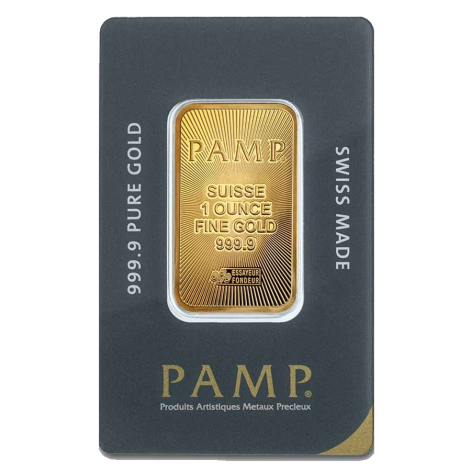 999.9 PURE GOLD
PAMP
SUISSE
1 OUNCE
FINE GOLD
999.9
ESSAYEUR
FONDEUR
SWISS MADE
PAMP®
Produits Artistiques Metaux Precieux